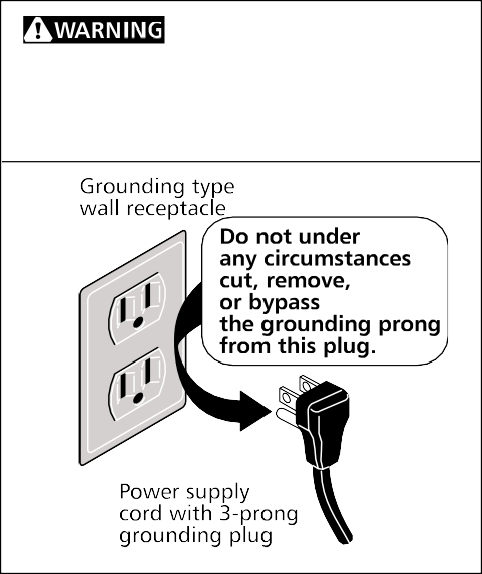 WARNING
Grounding type
wall receptacle
Do not under
any circumstances
cut, remove,
or bypass
the grounding prong
from this plug.
Power supply
cord with 3-prong
grounding plug